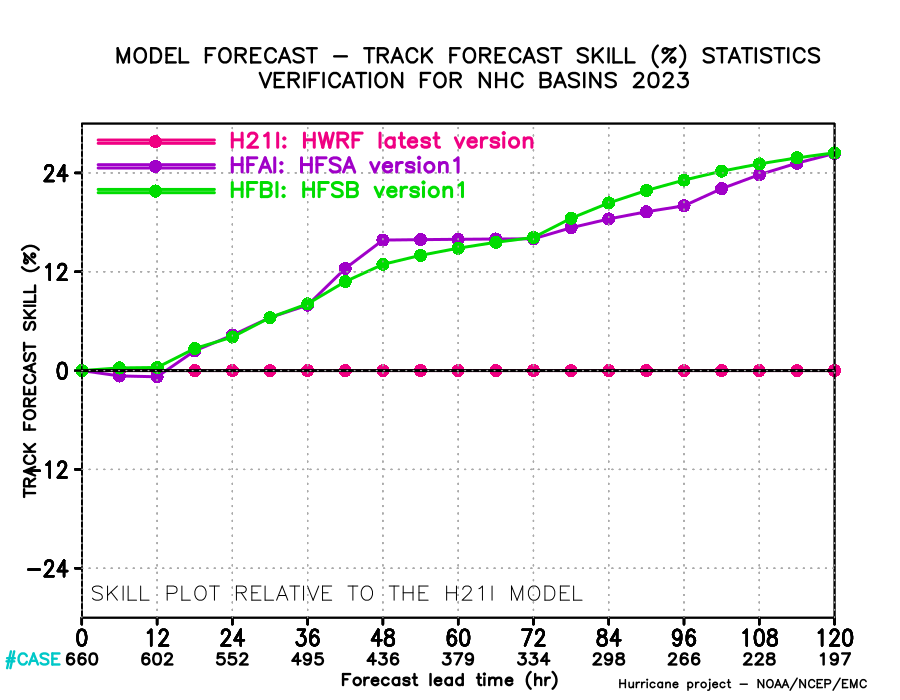 MODEL FORECAST – TRACK FORECAST SKILL (%) STATISTICS
VERIFICATION FOR NHC BASINS 2023
H21I: HWRF latest version
HFAI: HFSA version1
HFBI: HFSB version1
TRACK FORECAST SKILL (%)
24
12
0
-12
-24
SKILL PLOT RELATIVE TO THE H21I MODEL
0 12 24 36 48 60 72 84 96 108 120
#CASE 660 602 552 495 436 379 334 298 266 228 197
Forecast lead time (hr)
Hurricane project – NOAA/NCEP/EMC